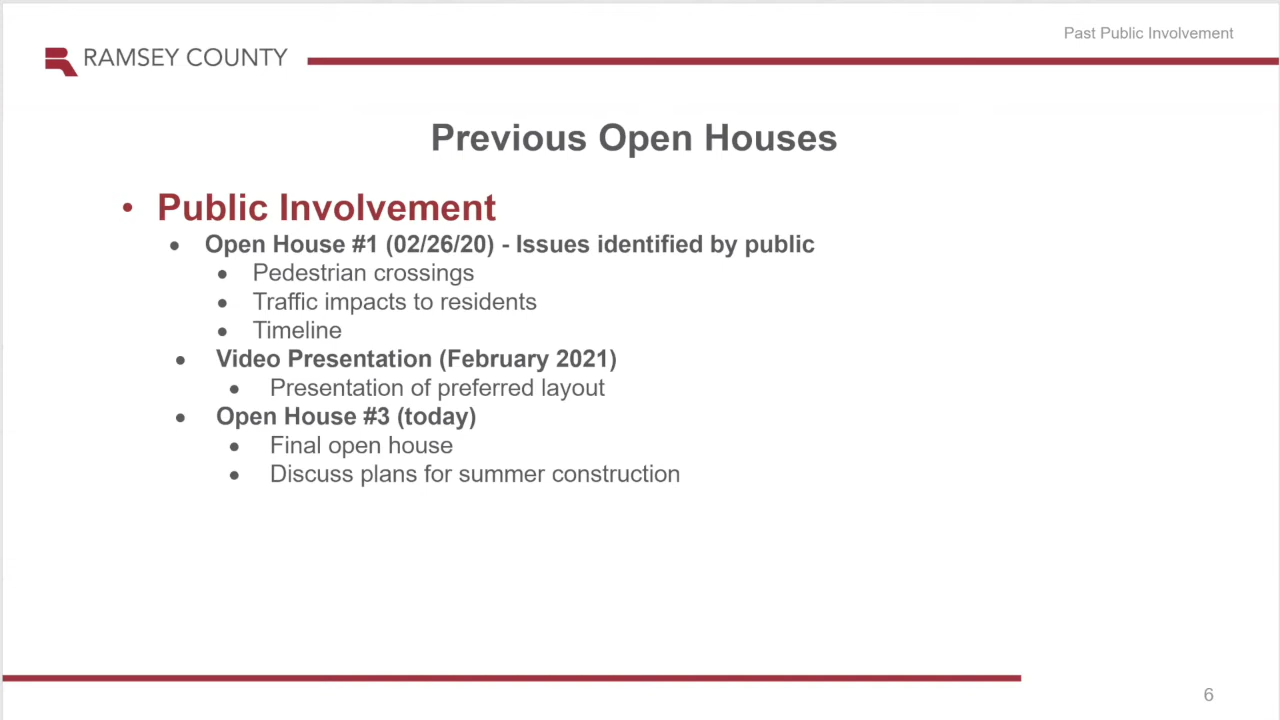 Past Public Involvement
RAMSEY COUNTY
Previous Open Houses
• Public Involvement
• Open House #1 (02/26/20) - Issues identified by public
• Pedestrian crossings
• Traffic impacts to residents
• Timeline
• Video Presentation (February 2021)
• Presentation of preferred layout
• Open House #3 (today)
• Final open house
• Discuss plans for summer construction
6